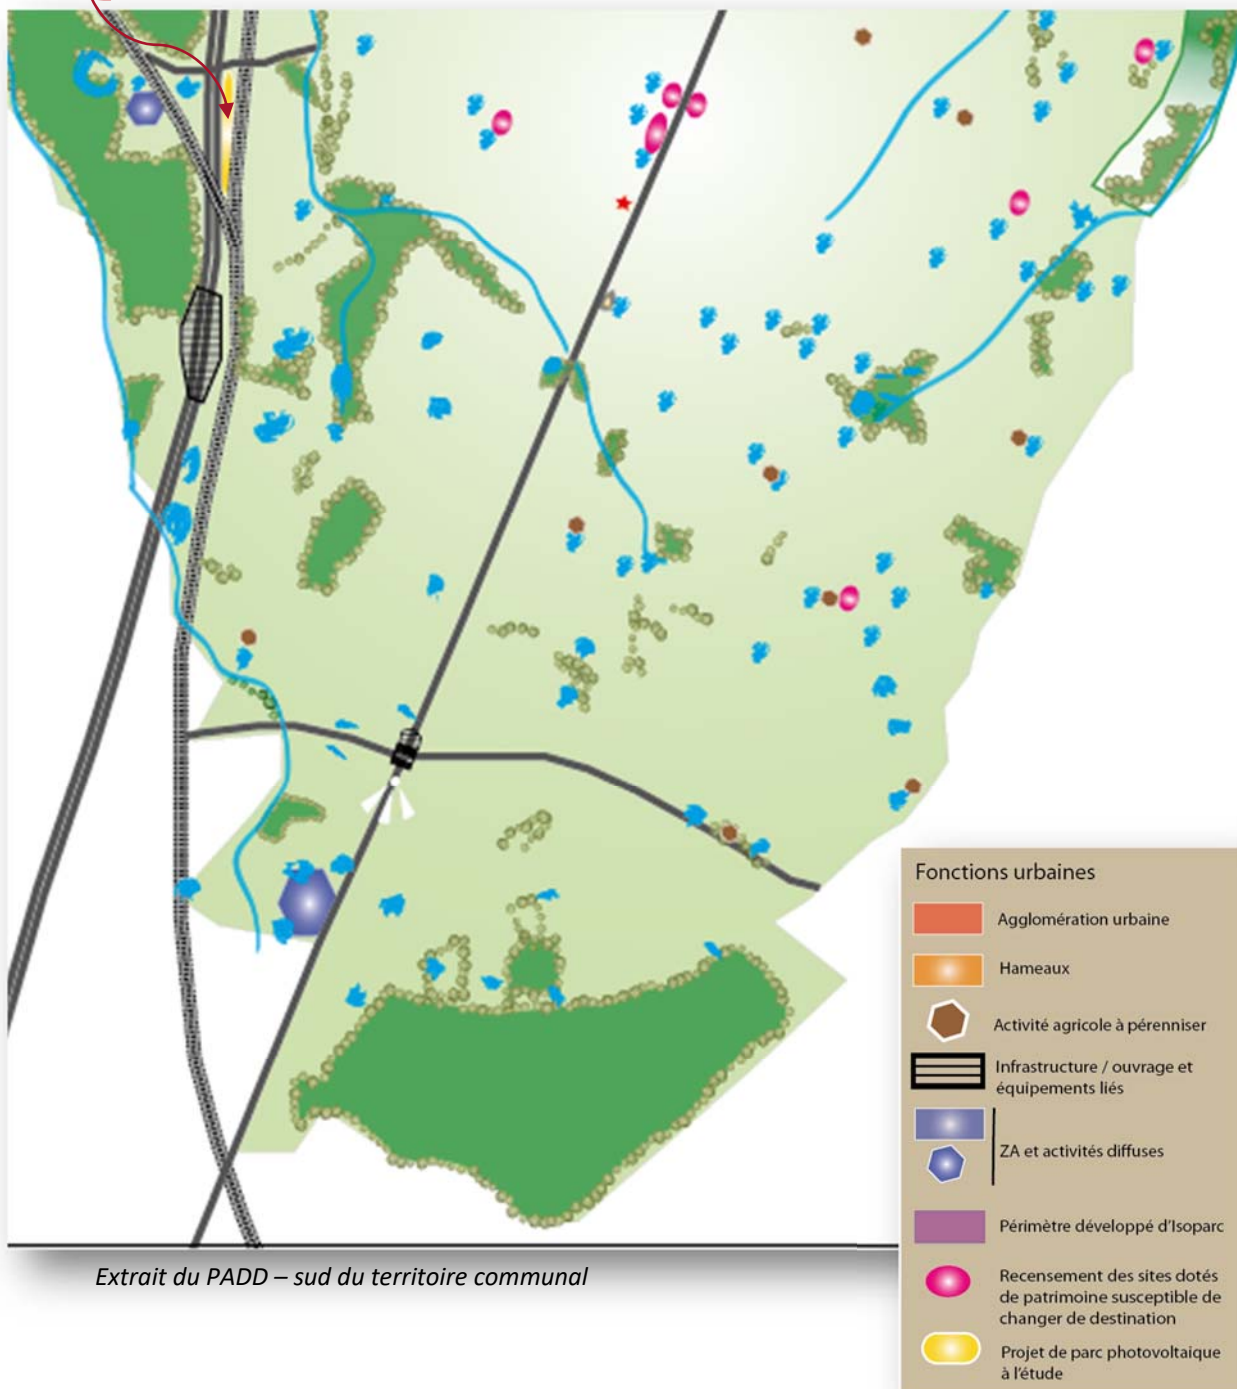 Fonctions urbaines
Agglomération urbaine
Hameaux
Activité agricole à pérenniser
Infrastructure / ouvrage et
équipements liés
ZA et activités diffuses
Périmètre développé d'Isoparc
Recensement des sites dotés
de patrimoine susceptible de
changer de destination
Projet de parc photovoltaique
à l'étude
Extrait du PADD – sud du territoire communal